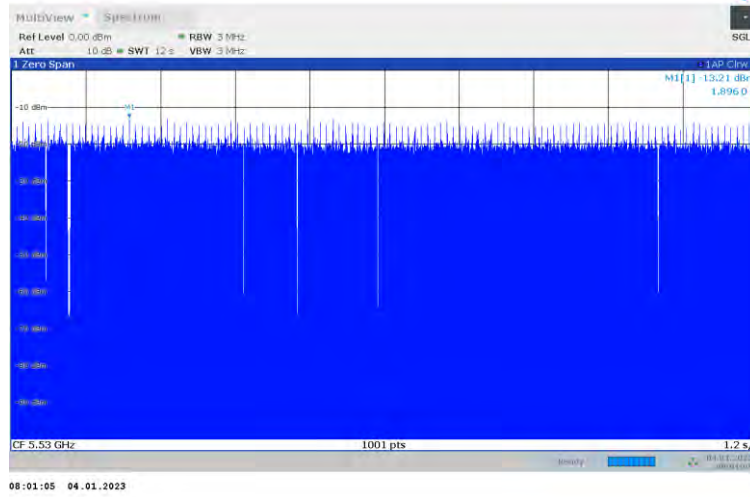 MultiView Spectrum
Ref Level 0.00 dBm RBW 3 MHz SGL
Att 10 dB SWT 12 s VBW 3 MHz
1 Zero Span 1AP Clrw
M1[1] -13.21 dBm
1.896 0
-10 dBm
M1
CF 5.53 GHz 1001 pts 1.2 s/
Ready
08:01:05 04.01.2023